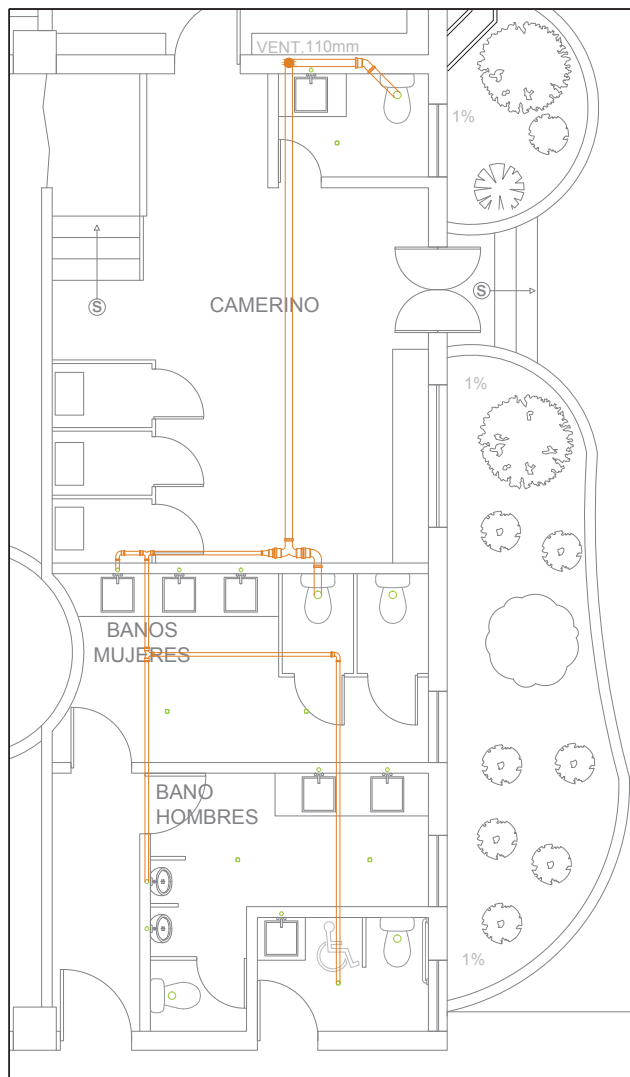 VENT.110mm
1%
S
S
CAMERINO
1%
BANOS
MUJERES
BANO
HOMBRES
1%